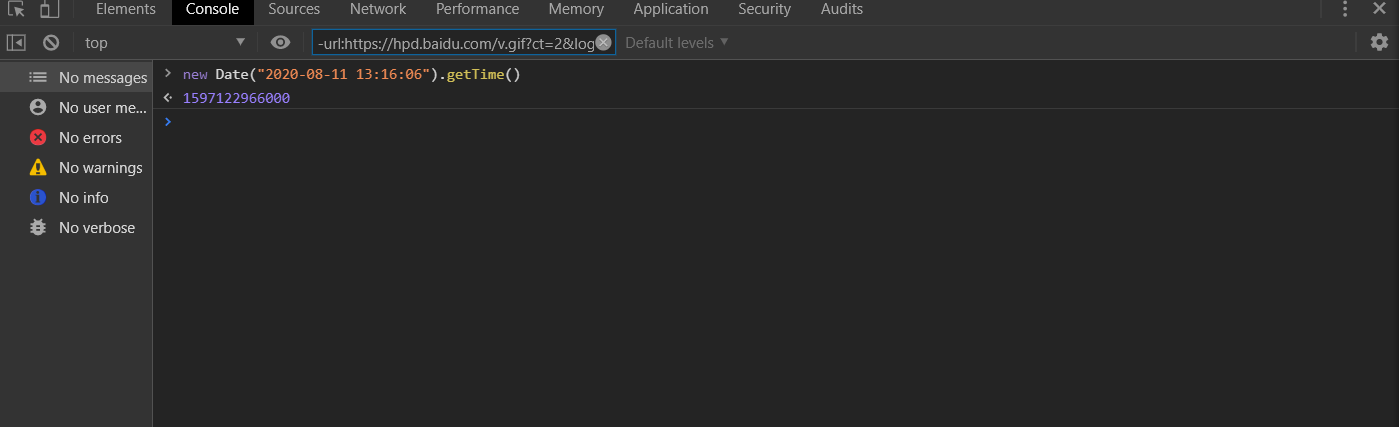 Elements Console Sources Network Performance Memory Application Security Audits
top -url:https://hpd.baidu.com/v.gif?ct=2&log Default levels
No messages
No user me...
No errors
No warnings
No info
No verbose
new Date("2020-08-11 13:16:06").getTime()
1597122966000